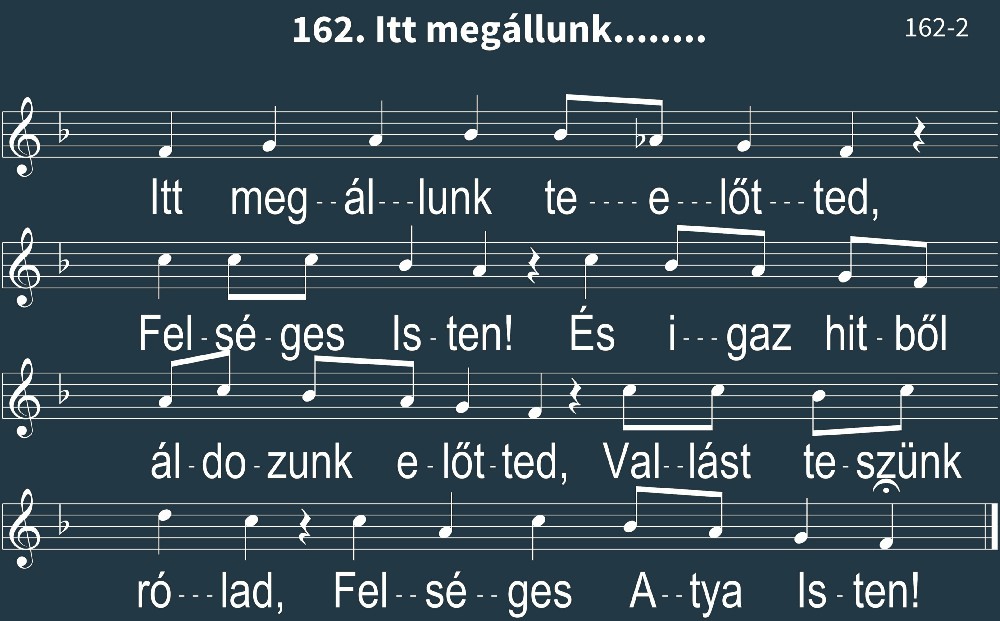 162. Itt megállunk........
162-2
Itt meg--ál---lunk te----e---lőt---ted,
Fel-sé-ges Is-ten! És i---gaz hit-ből
ál-do-zunk e-lőt-ted, Val--lást te-szünk
ró---lad, Fel--sé--ges A--tya Is-ten!